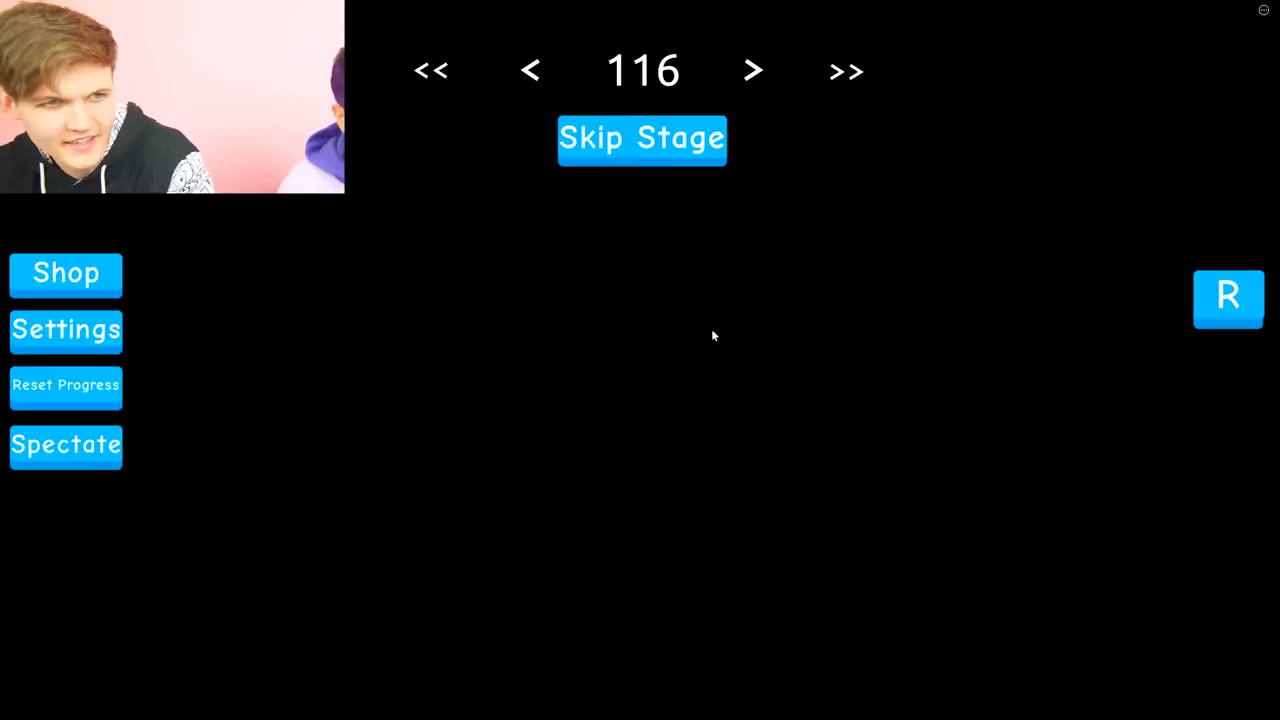 << < 116 > >>
Skip Stage
Shop
Settings
Reset Progress
Spectate
R